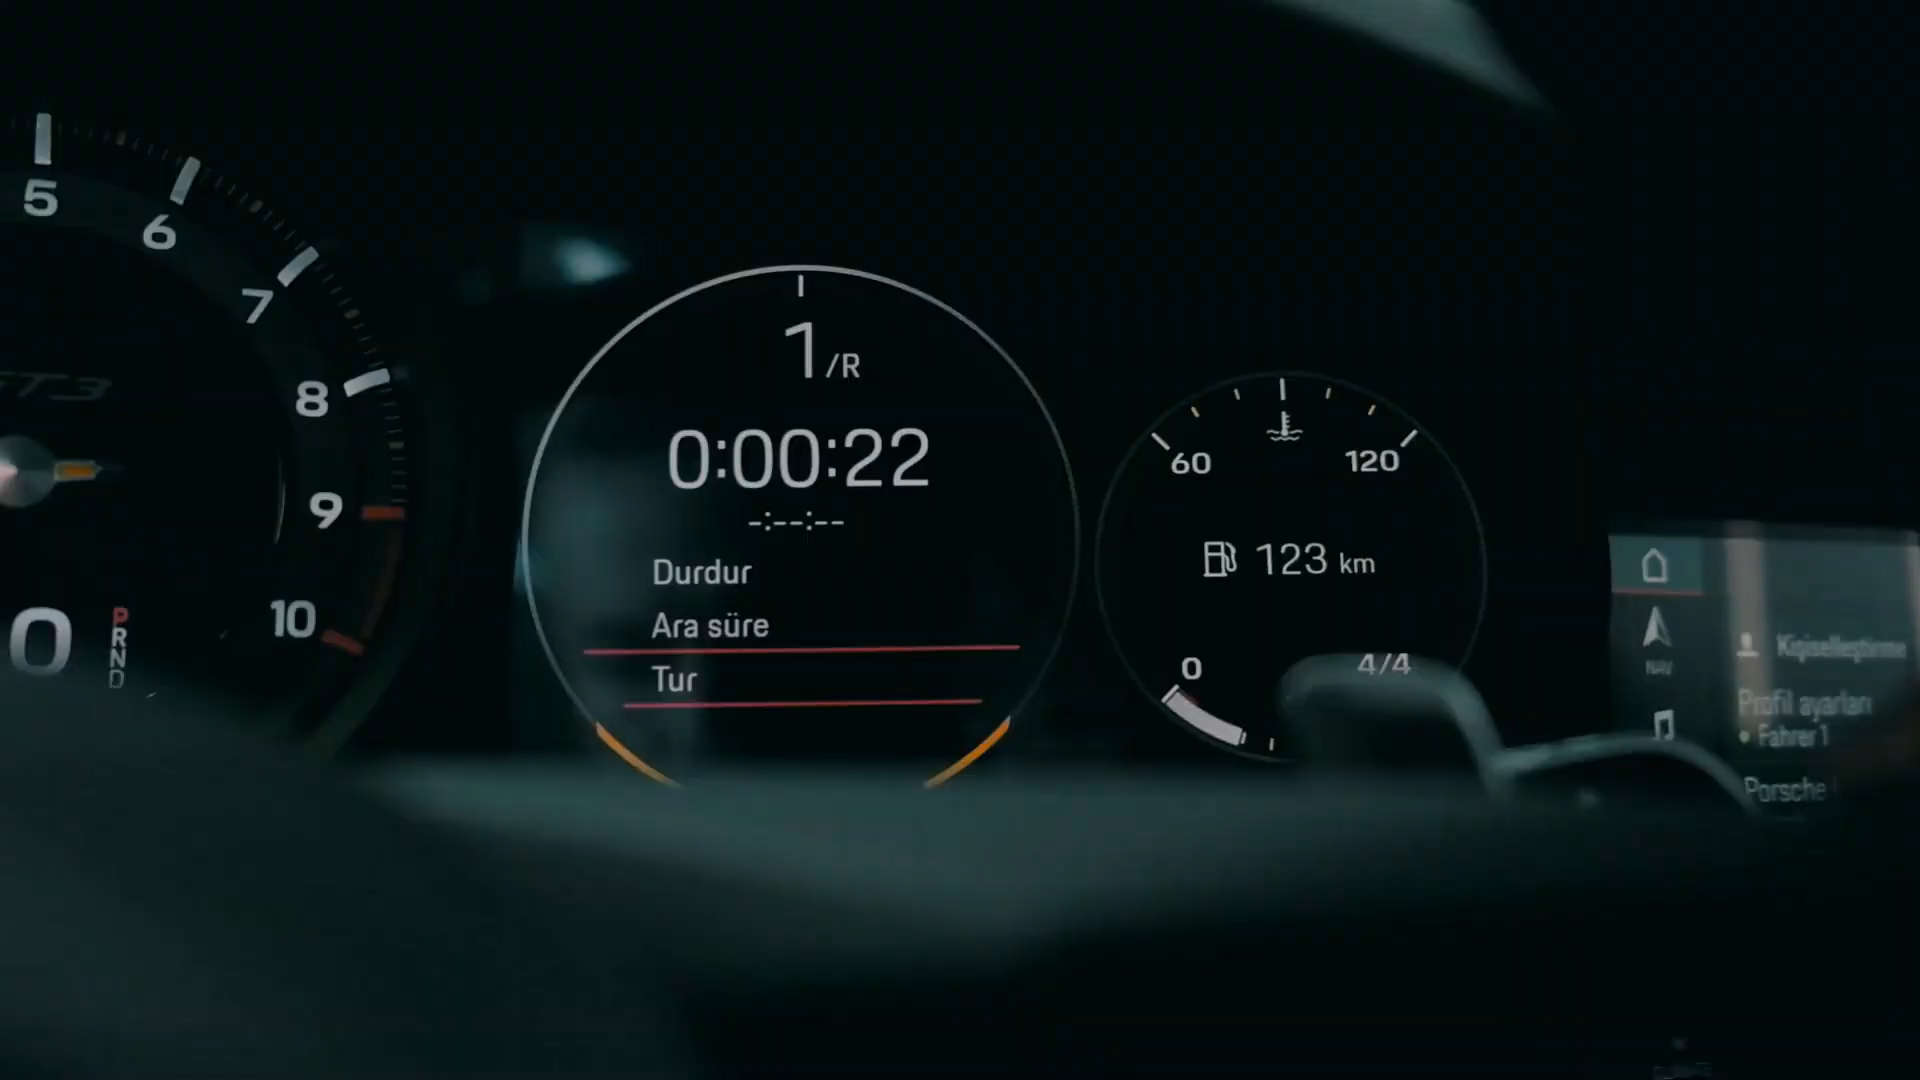 5
6
7
8
9
10
GT3
0
P
R
N
D
1/R
0:00:22
-:--:--
Durdur
Ara süre
Tur
60
120
123 km
0
4/4
NAV
Kişiselleştirme
Profil ayarları
Fahrer 1
Porsche